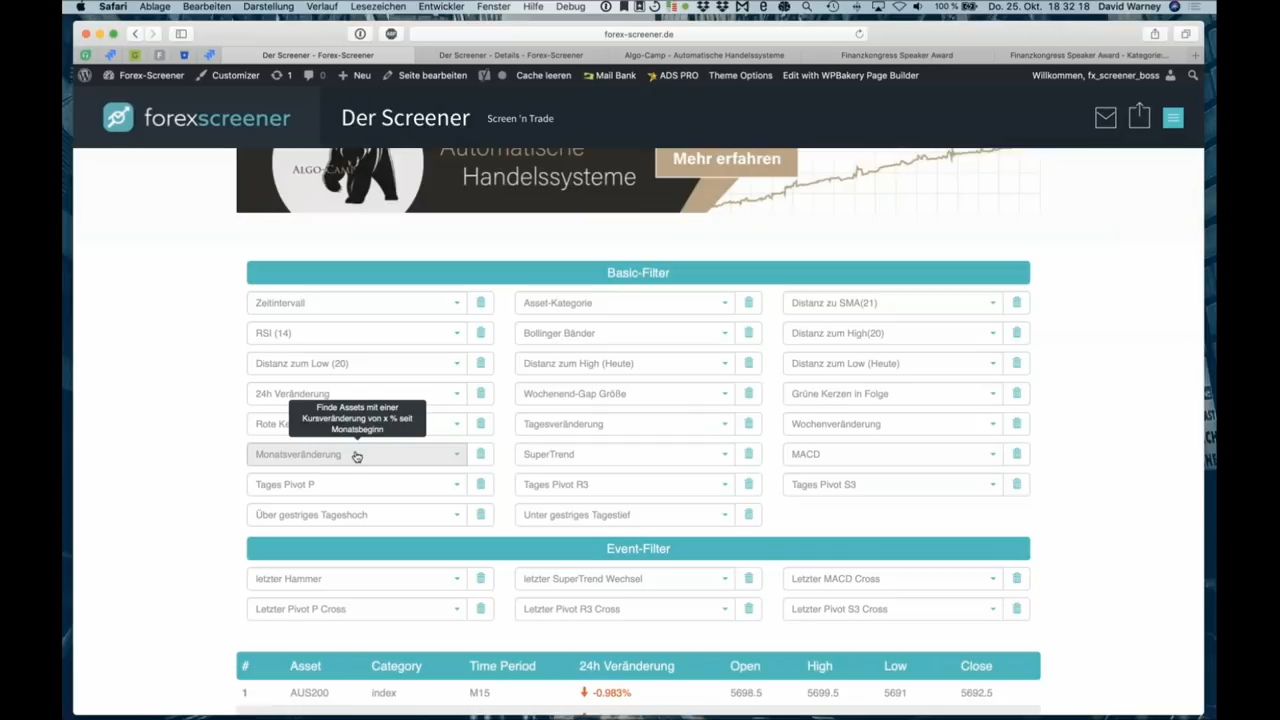 Safari Ablage Bearbeiten Darstellung Verlauf Lesezeichen Entwickler Fenster Hilfe Debug 100 % Do. 25. Okt. 18 32 18 David Warney
forex-screener.de
Der Screener - Forex-Screener Der Screener - Details - Forex-Screener Algo-Camp - Automatische Handelssysteme Finanzkongress Speaker Award Finanzkongress Speaker Award - Kategorie:...
Forex-Screener Customizer 1 0 Neu Seite bearbeiten Cache leeren Mail Bank ADS PRO Theme Options Edit with WPBakery Page Builder Willkommen, fx_screener_boss
forexscreener Der Screener Screen 'n Trade
ALGO-CAMP Automatische Mehr erfahren
Handelssysteme
Basic-Filter
Zeitintervall Asset-Kategorie Distanz zu SMA(21)
RSI (14) Bollinger Bänder Distanz zum High(20)
Distanz zum Low (20) Distanz zum High (Heute) Distanz zum Low (Heute)
24h Veränderung Wochenend-Gap Größe Grüne Kerzen in Folge
Finde Assets mit einer
Kursveränderung von x % seit
Monatsbeginn
Rote Tagesveränderung Wochenveränderung
Monatsveränderung SuperTrend MACD
Tages Pivot P Tages Pivot R3 Tages Pivot S3
Über gestriges Tageshoch Unter gestriges Tagestief
Event-Filter
letzter Hammer letzter SuperTrend Wechsel Letzter MACD Cross
Letzter Pivot P Cross Letzter Pivot R3 Cross Letzter Pivot S3 Cross
# Asset Category Time Period 24h Veränderung Open High Low Close
1 AUS200 index M15 -0.983% 5698.5 5699.5 5691 5692.5